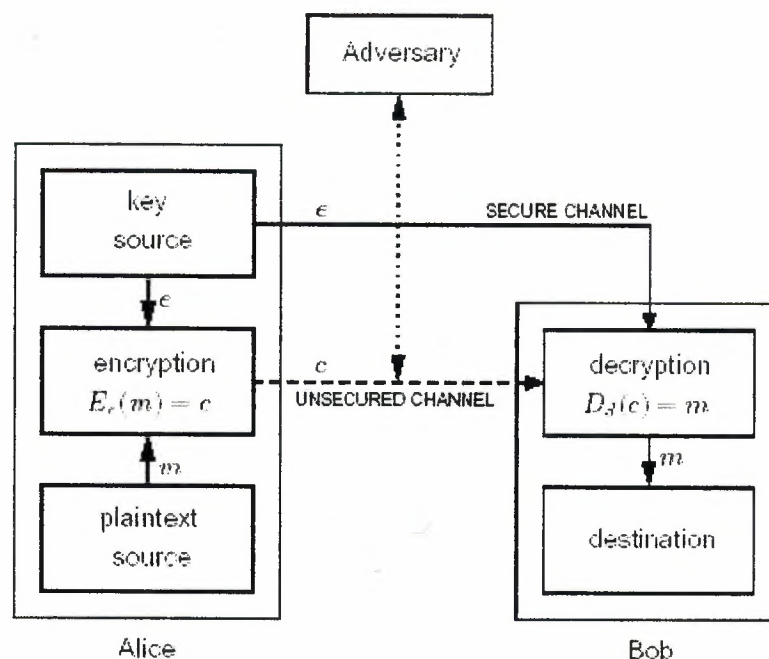 Adversary
key
source
e
SECURE CHANNEL
e
encryption
E_e(m) = c
c
UNSECURED CHANNEL
decryption
D_d(c) = m
m
plaintext
source
m
destination
Alice
Bob